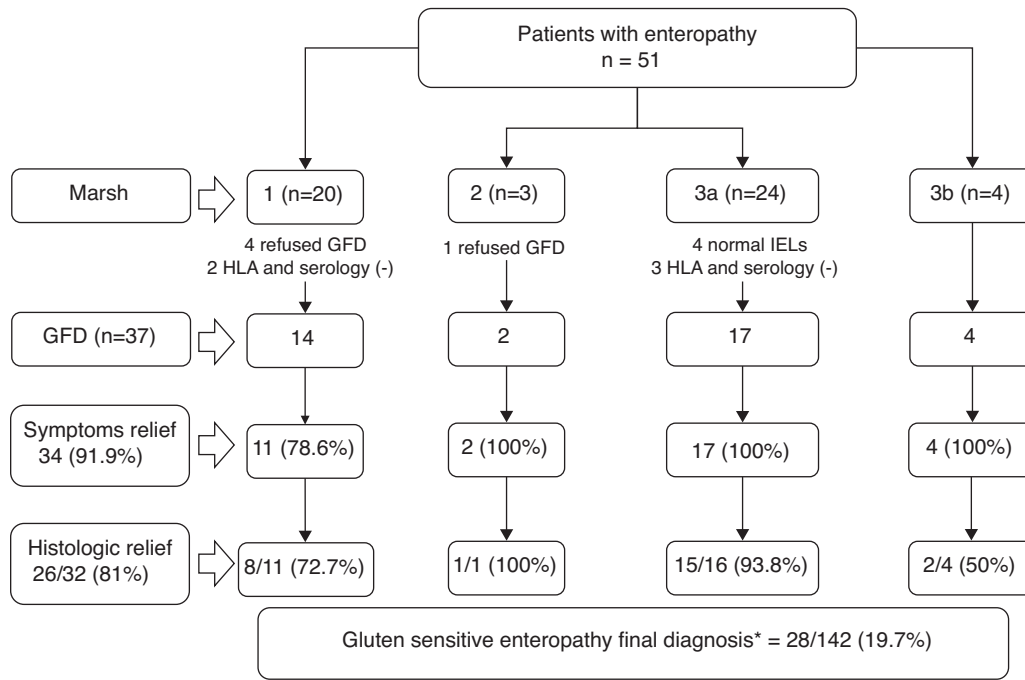 Patients with enteropathy
n = 51
Marsh
1 (n=20)
2 (n=3)
3a (n=24)
3b (n=4)
4 refused GFD
2 HLA and serology (-)
1 refused GFD
4 normal IELs
3 HLA and serology (-)
GFD (n=37)
14
2
17
4
Symptoms relief
34 (91.9%)
11 (78.6%)
2 (100%)
17 (100%)
4 (100%)
Histologic relief
26/32 (81%)
8/11 (72.7%)
1/1 (100%)
15/16 (93.8%)
2/4 (50%)
Gluten sensitive enteropathy final diagnosis* = 28/142 (19.7%)